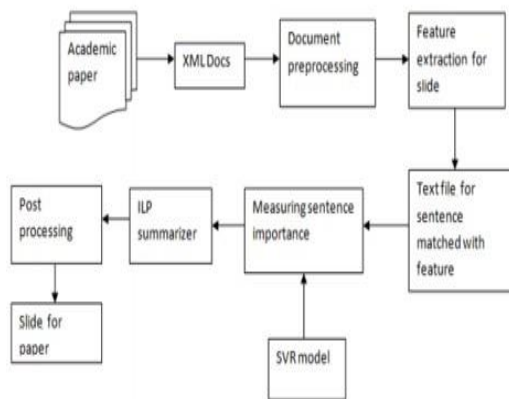 Academic
paper
XML Docs
Document
preprocessing
Feature
extraction for
slide
Text file for
sentence
matched with
feature
Measuring sentence
importance
SVR model
ILP
summarizer
Post
processing
Slide for
paper